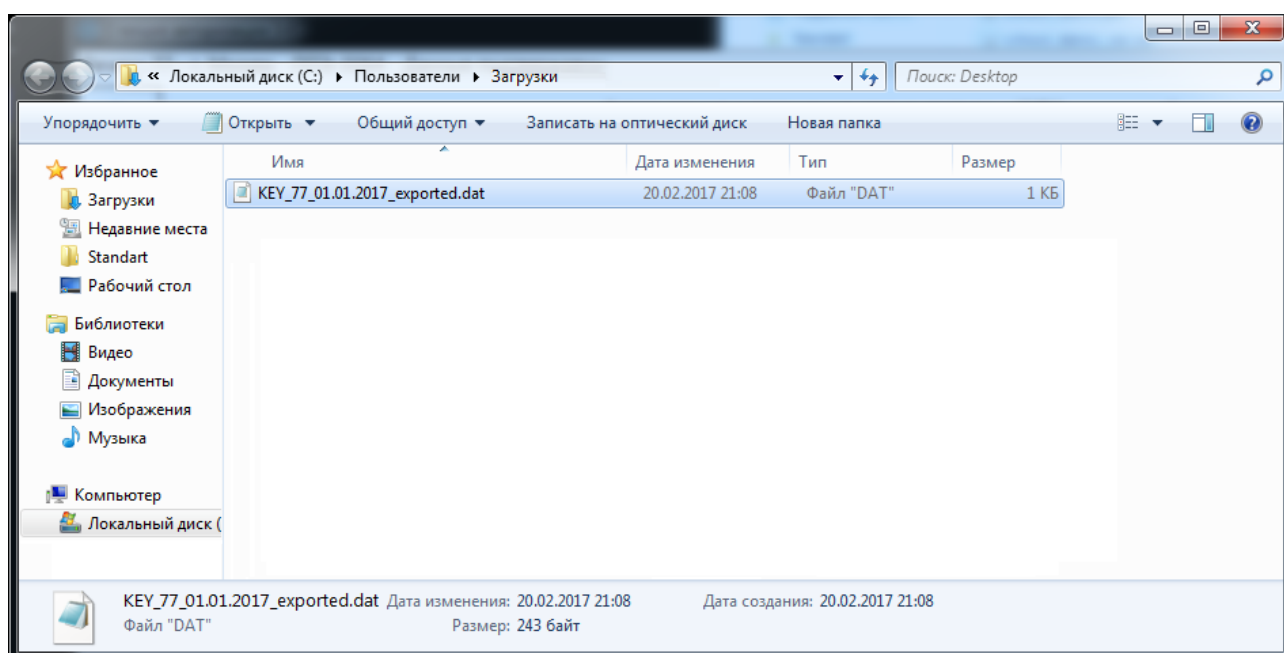 « Локальный диск (C:) Пользователи Загрузки Поиск: Desktop
Упорядочить Открыть Общий доступ Записать на оптический диск Новая папка
Избранное
Загрузки
Недавние места
Standart
Рабочий стол
Библиотеки
Видео
Документы
Изображения
Музыка
Компьютер
Локальный диск (
Имя Дата изменения Тип Размер
KEY_77_01.01.2017_exported.dat 20.02.2017 21:08 Файл "DAT" 1 КБ
KEY_77_01.01.2017_exported.dat Дата изменения: 20.02.2017 21:08 Дата создания: 20.02.2017 21:08
Файл "DAT" Размер: 243 байт